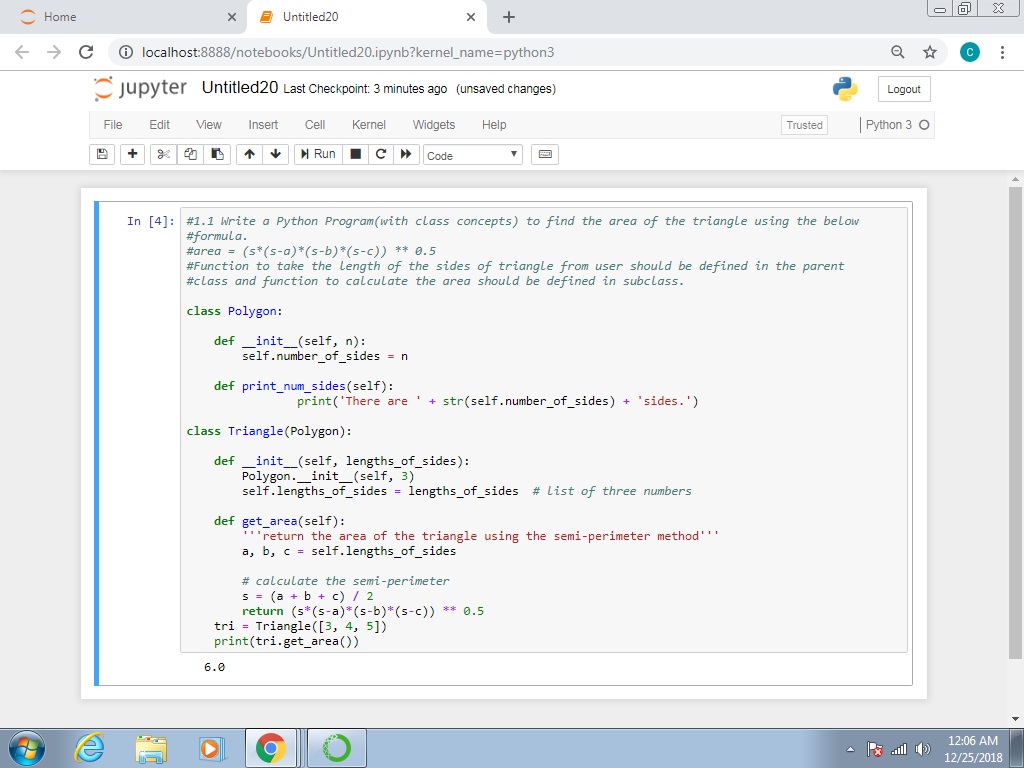 Home
Untitled20
localhost:8888/notebooks/Untitled20.ipynb?kernel_name=python3
C
jupyter Untitled20 Last Checkpoint: 3 minutes ago (unsaved changes)
Logout
File Edit View Insert Cell Kernel Widgets Help Trusted Python 3
Run Code
In [4]: #1.1 Write a Python Program(with class concepts) to find the area of the triangle using the below
#formula.
#area = (s*(s-a)*(s-b)*(s-c)) ** 0.5
#Function to take the length of the sides of triangle from user should be defined in the parent
#class and function to calculate the area should be defined in subclass.
class Polygon:
def __init__(self, n):
self.number_of_sides = n
def print_num_sides(self):
print('There are ' + str(self.number_of_sides) + 'sides.')
class Triangle(Polygon):
def __init__(self, lengths_of_sides):
Polygon.__init__(self, 3)
self.lengths_of_sides = lengths_of_sides # list of three numbers
def get_area(self):
'''return the area of the triangle using the semi-perimeter method'''
a, b, c = self.lengths_of_sides
# calculate the semi-perimeter
s = (a + b + c) / 2
return (s*(s-a)*(s-b)*(s-c)) ** 0.5
tri = Triangle([3, 4, 5])
print(tri.get_area())
6.0
12:06 AM
12/25/2018